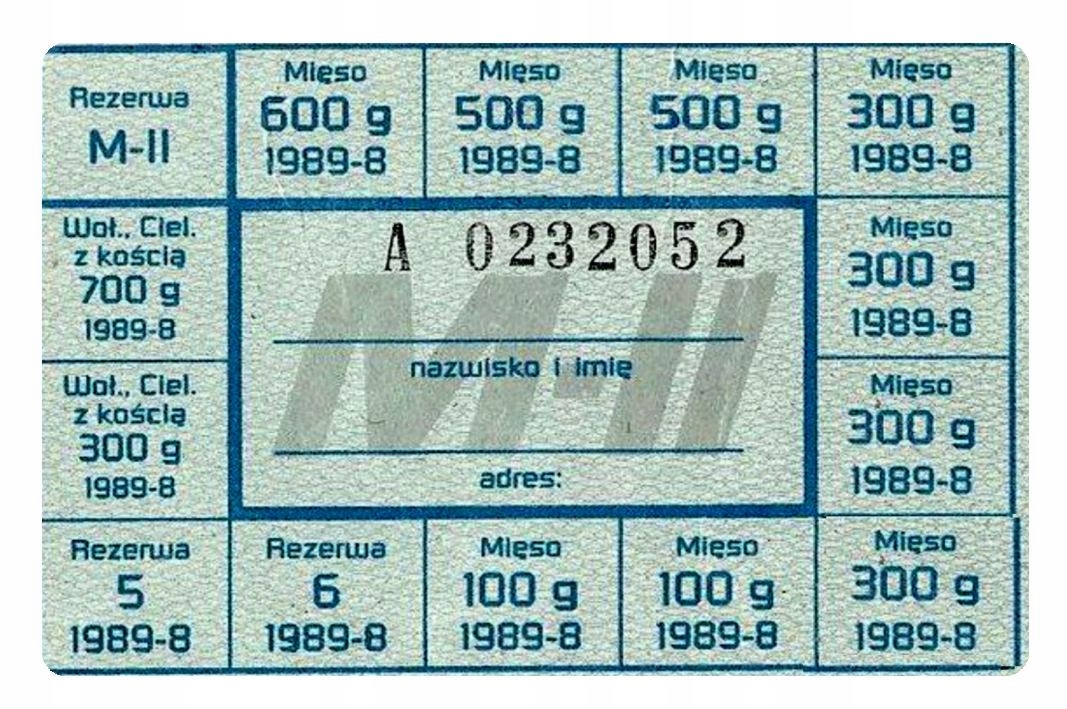 Rezerwa
M-II
Mięso
600 g
1989-8
Mięso
500 g
1989-8
Mięso
500 g
1989-8
Mięso
300 g
1989-8
Woł., Ciel.
z kością
700 g
1989-8
A 0232052
M-II
nazwisko i imię
adres:
Mięso
300 g
1989-8
Woł., Ciel.
z kością
300 g
1989-8
Mięso
300 g
1989-8
Rezerwa
5
1989-8
Rezerwa
6
1989-8
Mięso
100 g
1989-8
Mięso
100 g
1989-8
Mięso
300 g
1989-8